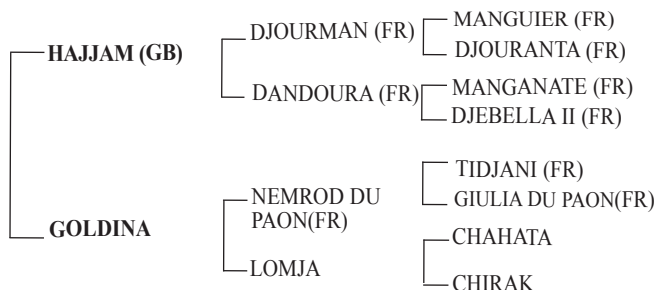 HAJJAM (GB)
GOLDINA
DJOURMAN (FR)
DANDOURA (FR)
NEMROD DU
PAON(FR)
LOMJA
MANGUIER (FR)
DJOURANTA (FR)
MANGANATE (FR)
DJEBELLA II (FR)
TIDJANI (FR)
GIULIA DU PAON(FR)
CHAHATA
CHIRAK